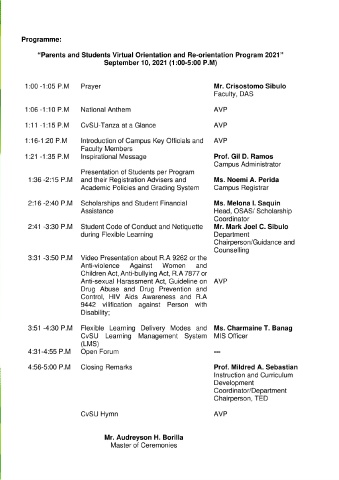 Programme:
“Parents and Students Virtual Orientation and Re-orientation Program 2021”
September 10, 2021 (1:00-5:00 P.M)
1:00 -1:05 P.M Prayer Mr. Crisostomo Sibulo
Faculty, DAS
1:06 -1:10 P.M National Anthem AVP
1:11 -1:15 P.M CvSU-Tanza at a Glance AVP
1:16-1:20 P.M Introduction of Campus Key Officials and AVP
Faculty Members
1:21 -1:35 P.M Inspirational Message Prof. Gil D. Ramos
Campus Administrator
Presentation of Students per Program
1:36 -2:15 P.M and their Registration Advisers and Ms. Noemi A. Perida
Academic Policies and Grading System Campus Registrar
2:16 -2:40 P.M Scholarships and Student Financial Ms. Melona I. Saquin
Assistance Head, OSAS/ Scholarship
Coordinator
2:41 -3:30 P.M Student Code of Conduct and Netiquette Mr. Mark Joel C. Sibulo
during Flexible Learning Department
Chairperson/Guidance and
Counselling
3:31 -3:50 P.M Video Presentation about R.A 9262 or the
Anti-violence Against Women and
Children Act, Anti-bullying Act, R.A 7877 or
Anti-sexual Harassment Act, Guideline on AVP
Drug Abuse and Drug Prevention and
Control, HIV Aids Awareness and R.A
9442 vilification against Person with
Disability;
3:51 -4:30 P.M Flexible Learning Delivery Modes and Ms. Charmaine T. Banag
CvSU Learning Management System MIS Officer
(LMS)
4:31-4:55 P.M Open Forum ---
4:56-5:00 P.M Closing Remarks Prof. Mildred A. Sebastian
Instruction and Curriculum
Development
Coordinator/Department
Chairperson, TED
CvSU Hymn AVP
Mr. Audreyson H. Borilla
Master of Ceremonies